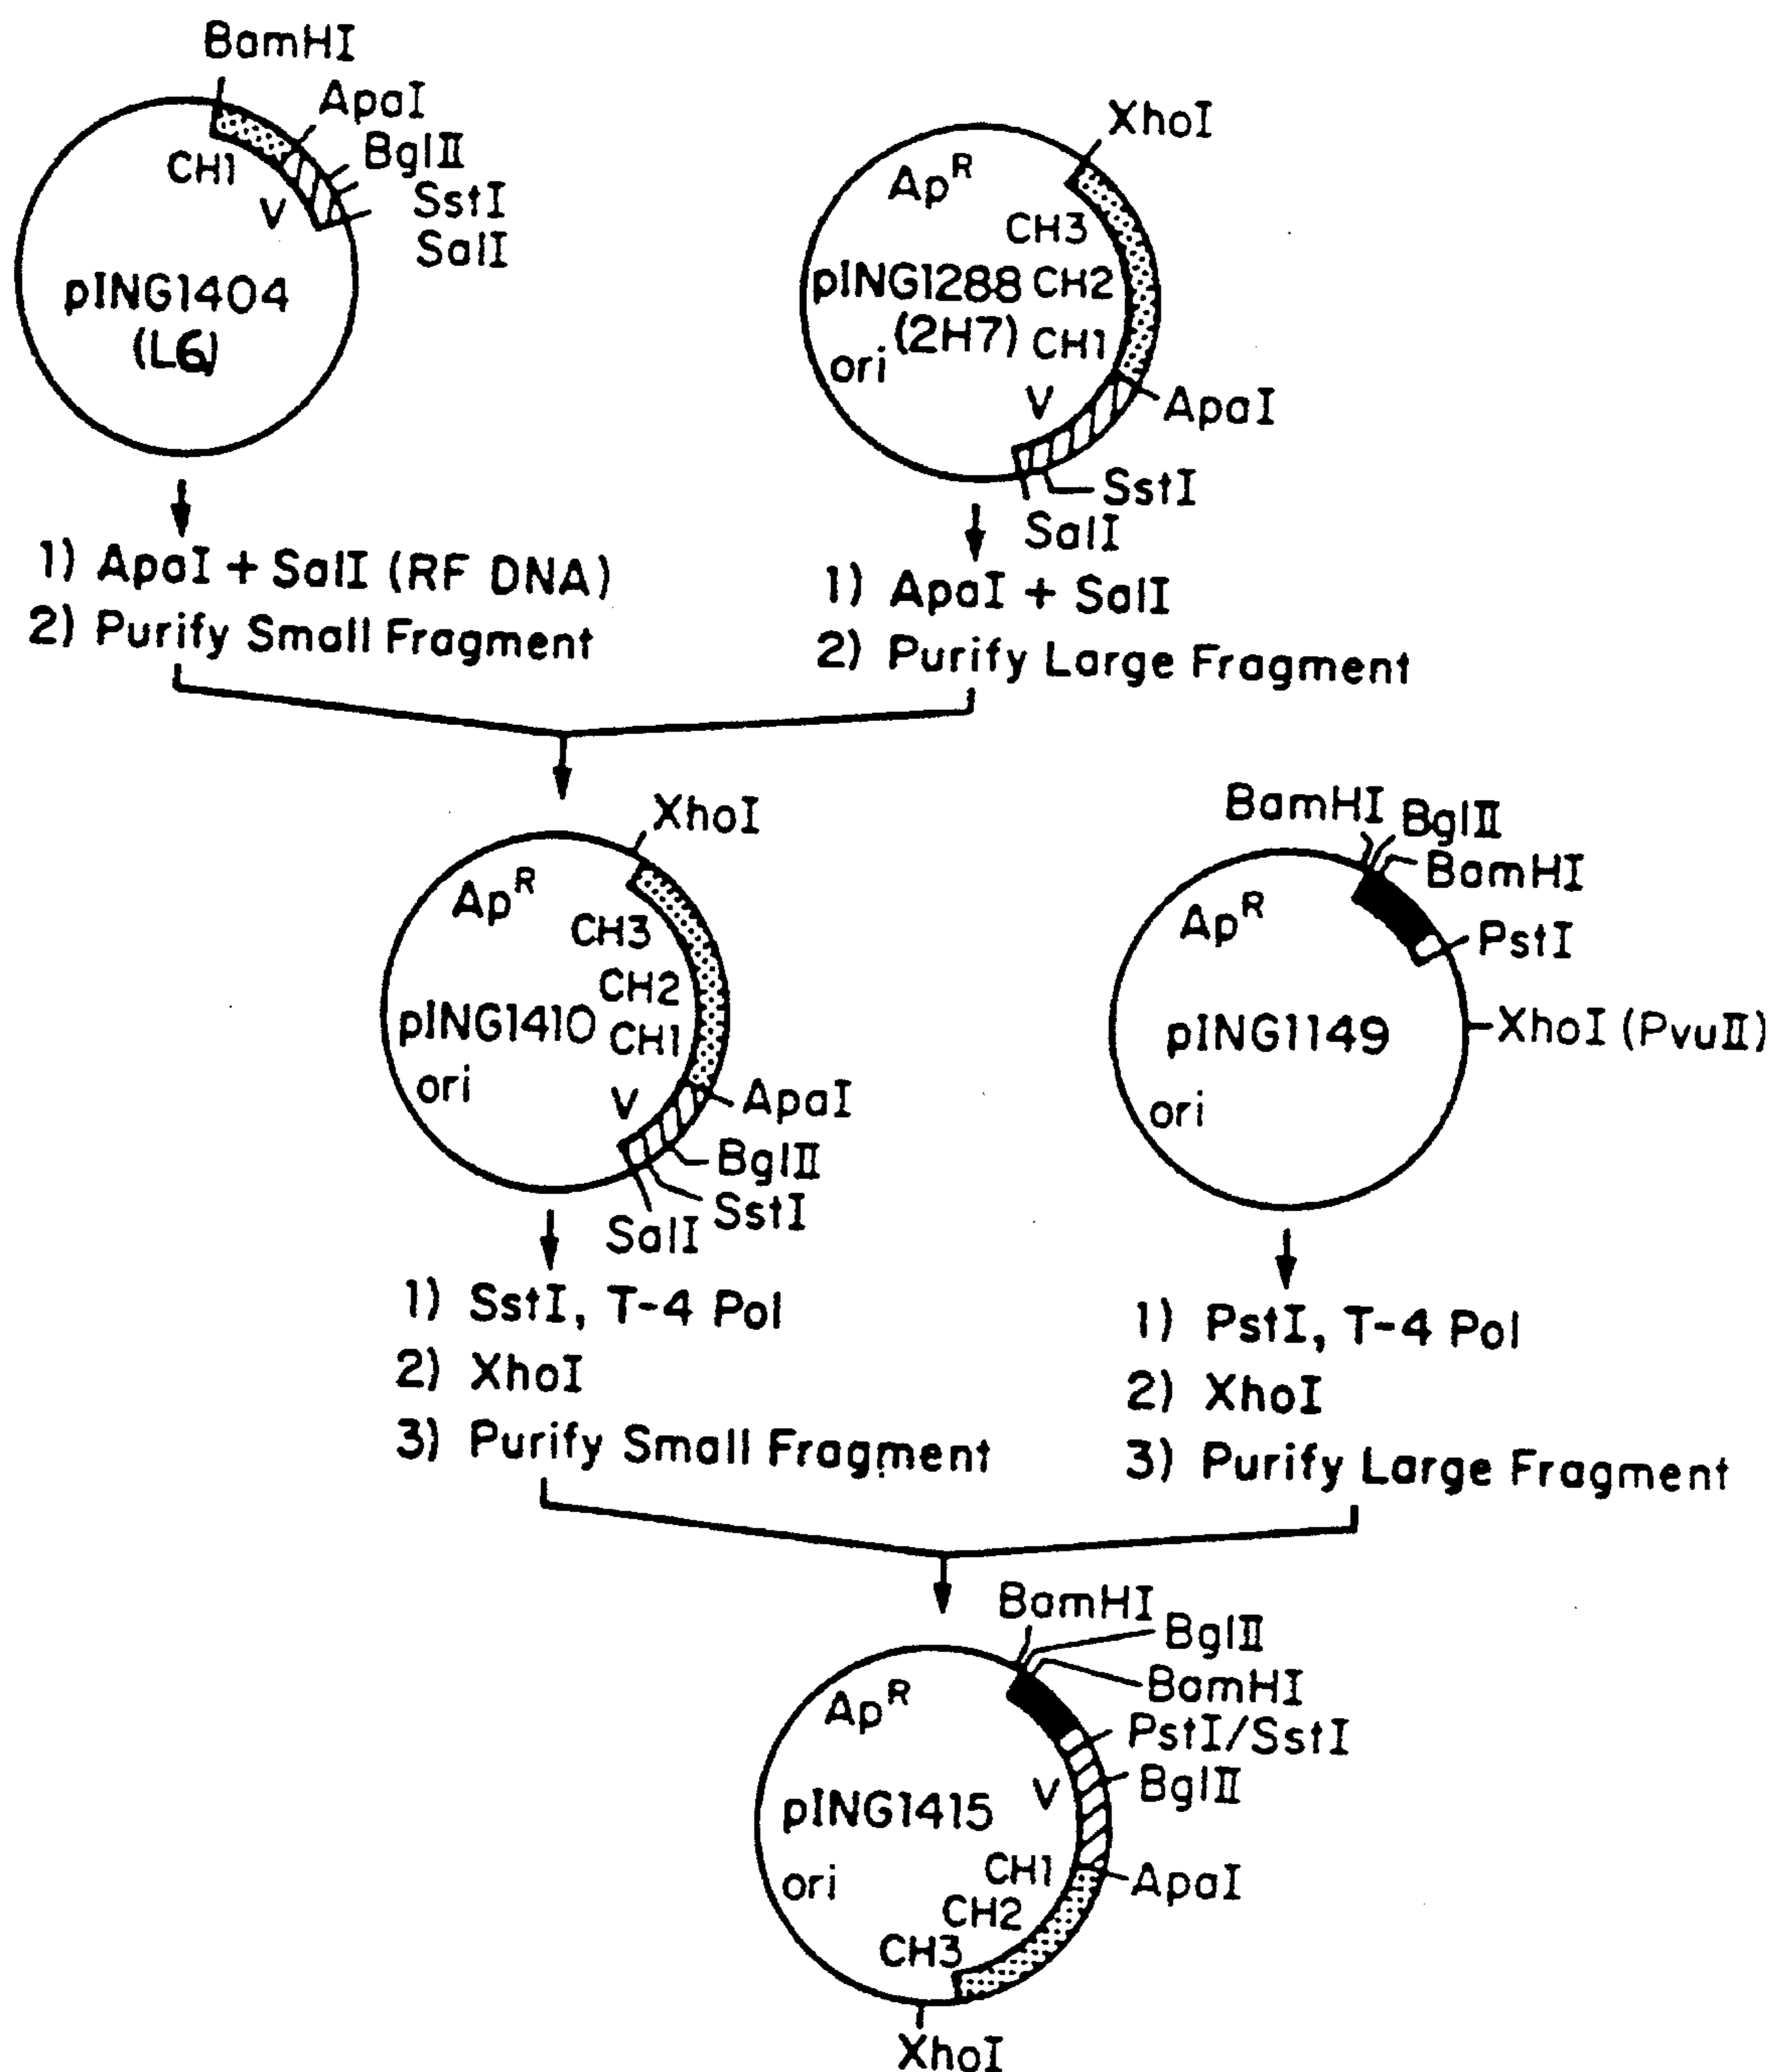 BamHI
ApaI
BglII
SstI
SalI
CH1
V
pING1404
(L6)
XhoI
Ap^R
CH3
pING1288 CH2
(2H7) CH1
ori
V
ApaI
SstI
SalI
1) ApaI + SalI (RF DNA)
2) Purify Small Fragment
1) ApaI + SalI
2) Purify Large Fragment
XhoI
Ap^R
CH3
CH2
pING1410 CH1
ori
V
ApaI
BglII
SstI
SalI
BamHI BglII
BamHI
Ap^R
PstI
pING1149
XhoI (PvuII)
ori
1) SstI, T-4 Pol
2) XhoI
3) Purify Small Fragment
1) PstI, T-4 Pol
2) XhoI
3) Purify Large Fragment
BamHI
BglII
BamHI
Ap^R
PstI/SstI
V
BglII
pING1415
CH1
ori
ApaI
CH2
CH3
XhoI